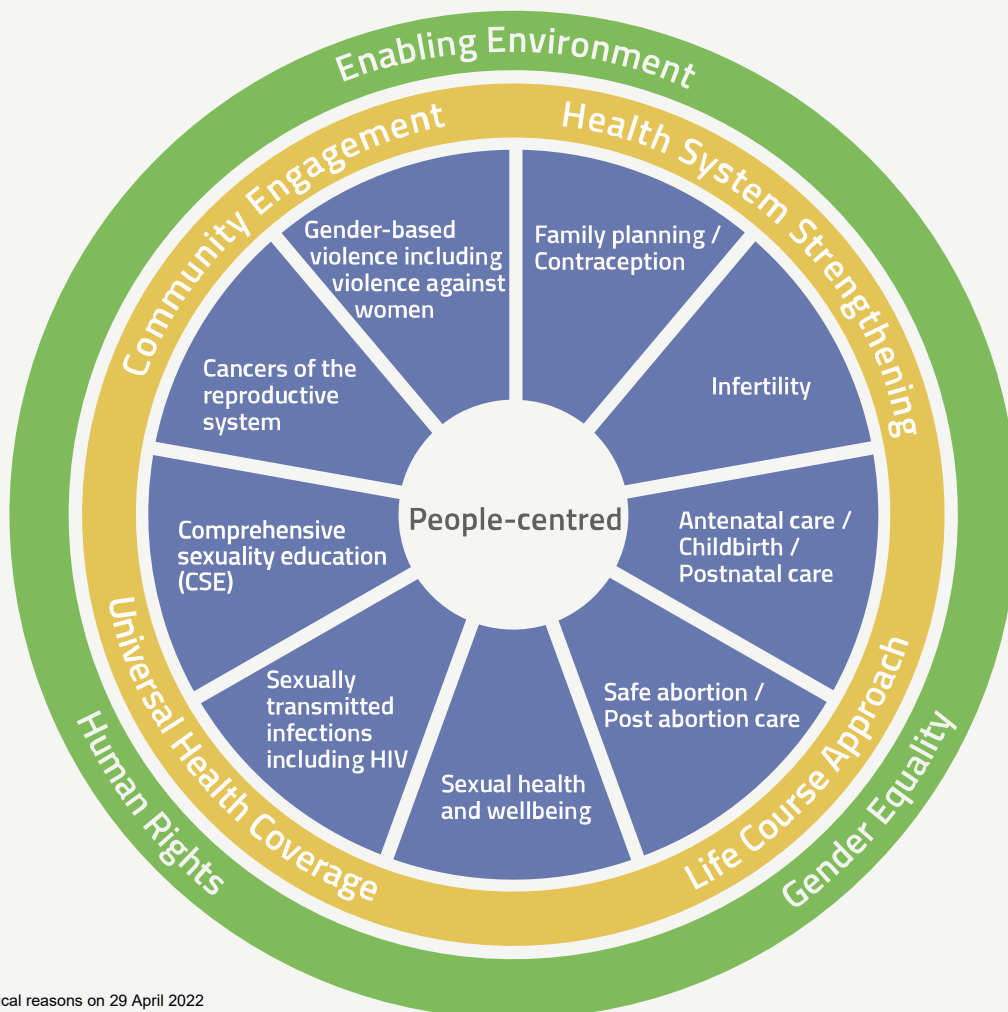 Enabling Environment
Community Engagement
Health System Strengthening
Gender-based
violence including
violence against
women
Family planning /
Contraception
Cancers of the
reproductive
system
Infertility
People-centred
Comprehensive
sexuality education
(CSE)
Antenatal care /
Childbirth /
Postnatal care
Sexually
transmitted
infections
including HIV
Safe abortion /
Post abortion care
Sexual health
and wellbeing
Universal Health Coverage
Life Course Approach
Human Rights
Gender Equality
cal reasons on 29 April 2022